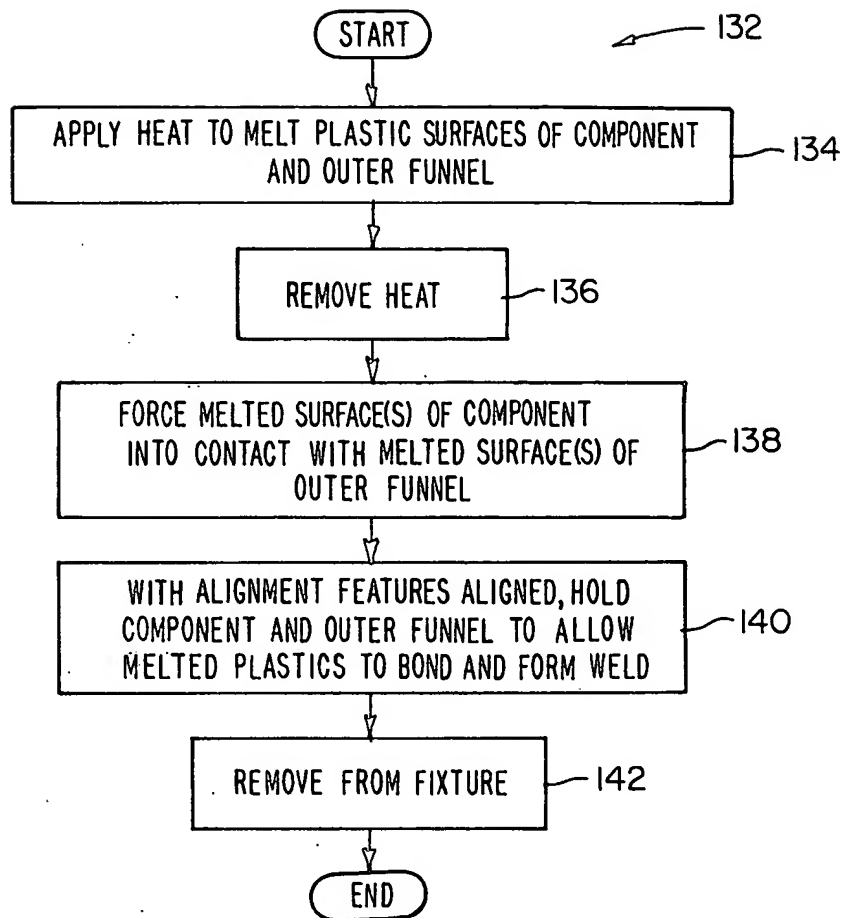 START
132
APPLY HEAT TO MELT PLASTIC SURFACES OF COMPONENT
AND OUTER FUNNEL
134
REMOVE HEAT
136
FORCE MELTED SURFACE(S) OF COMPONENT
INTO CONTACT WITH MELTED SURFACE(S) OF
OUTER FUNNEL
138
WITH ALIGNMENT FEATURES ALIGNED, HOLD
COMPONENT AND OUTER FUNNEL TO ALLOW
MELTED PLASTICS TO BOND AND FORM WELD
140
REMOVE FROM FIXTURE
142
END